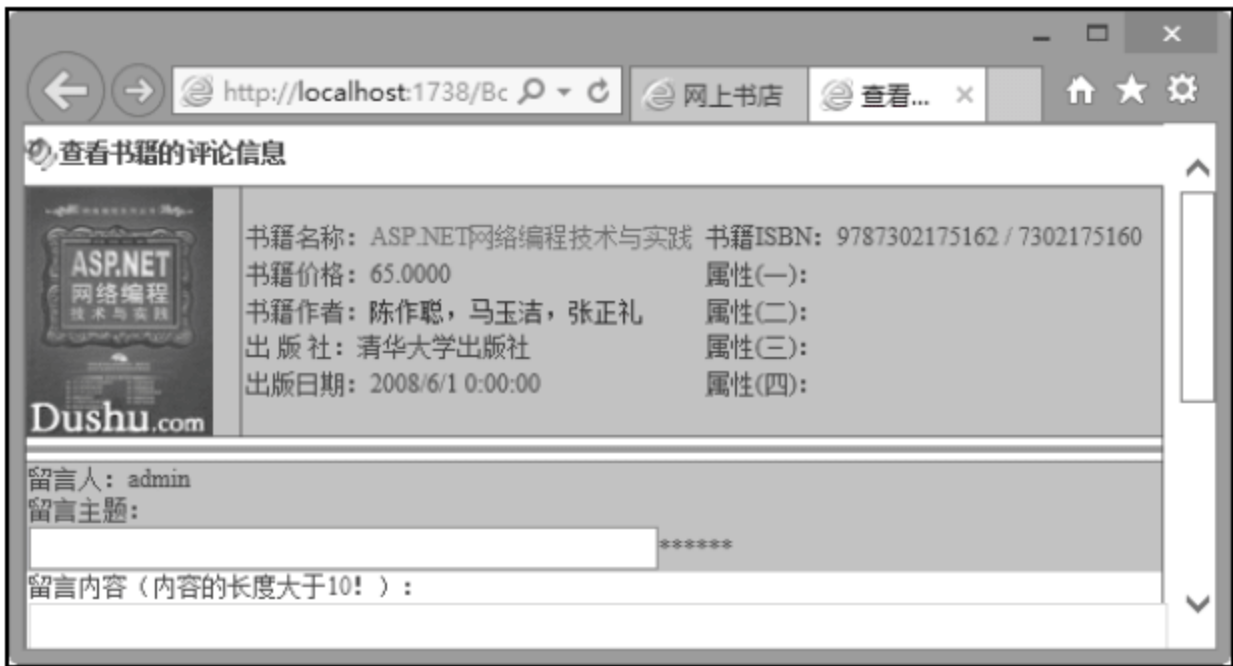 http://localhost:1738/Bc
网上书店
查看...
查看书籍的评论信息
ASP.NET
网络编程
技术与实践
Dushu.com
书籍名称：ASP.NET网络编程技术与实践 书籍ISBN：9787302175162 / 7302175160
书籍价格：65.0000 属性(一)：
书籍作者：陈作聪，马玉洁，张正礼 属性(二)：
出 版 社：清华大学出版社 属性(三)：
出版日期：2008/6/1 0:00:00 属性(四)：
留言人：admin
留言主题：
******
留言内容（内容的长度大于10！）：